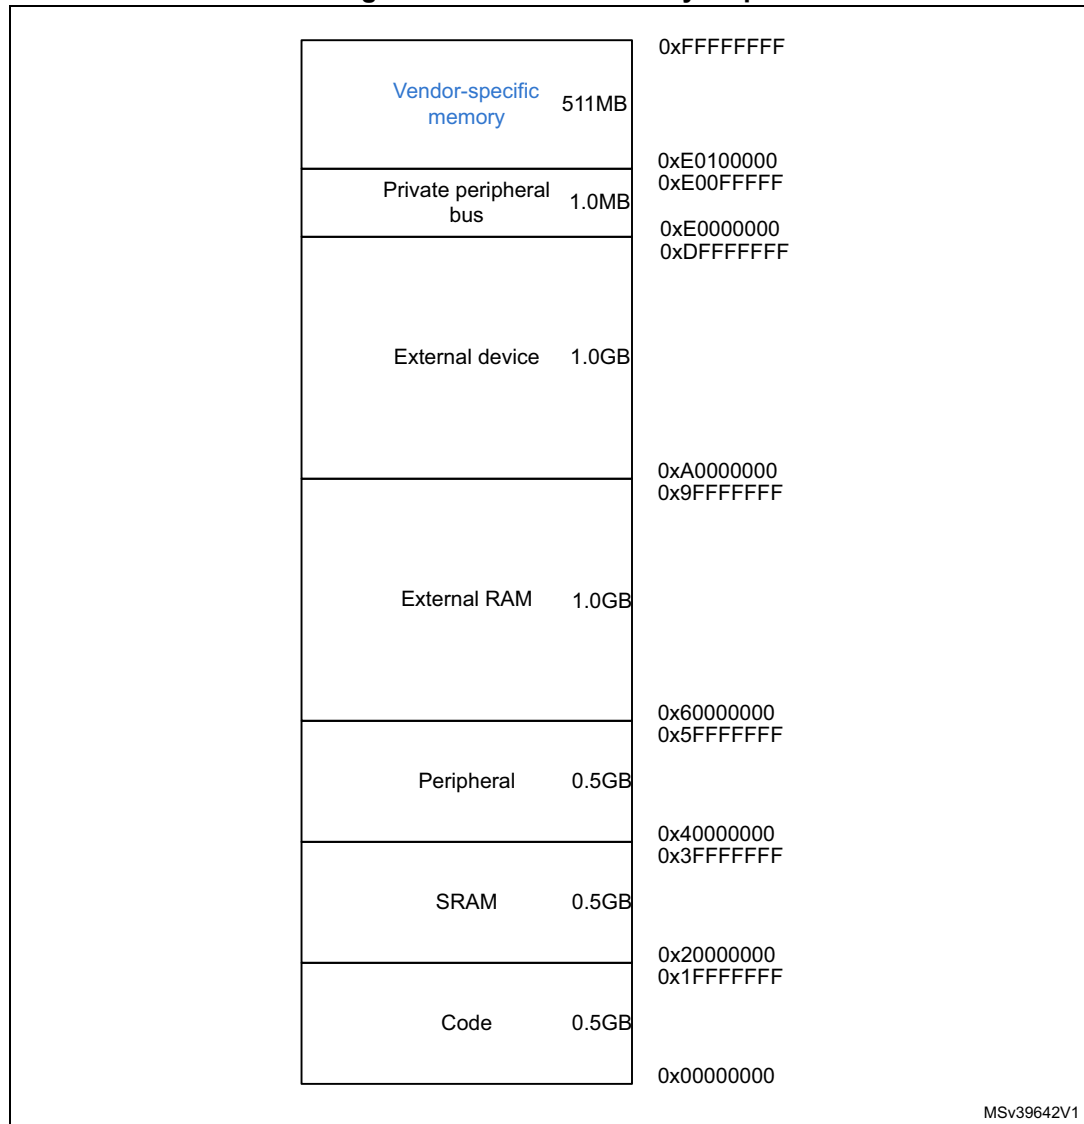 0xFFFFFFFF
Vendor-specific
memory
511MB
0xE0100000
0xE00FFFFF
Private peripheral
bus
1.0MB
0xE0000000
0xDFFFFFFF
External device 1.0GB
0xA0000000
0x9FFFFFFF
External RAM 1.0GB
0x60000000
0x5FFFFFFF
Peripheral 0.5GB
0x40000000
0x3FFFFFFF
SRAM 0.5GB
0x20000000
0x1FFFFFFF
Code 0.5GB
0x00000000
MSv39642V1